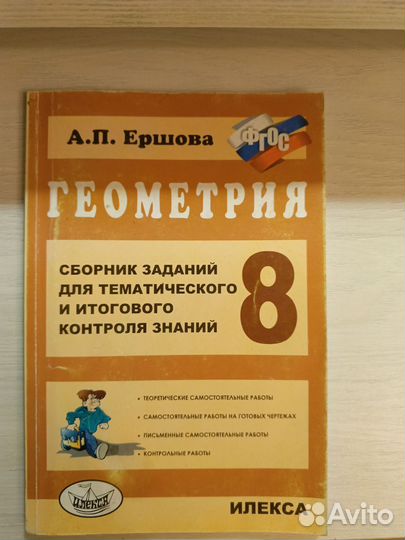 А.П. Ершова
ФГОС
ГЕОМЕТРИЯ
СБОРНИК ЗАДАНИЙ
ДЛЯ ТЕМАТИЧЕСКОГО
И ИТОГОВОГО
КОНТРОЛЯ ЗНАНИЙ
8
• ТЕОРЕТИЧЕСКИЕ САМОСТОЯТЕЛЬНЫЕ РАБОТЫ
• САМОСТОЯТЕЛЬНЫЕ РАБОТЫ НА ГОТОВЫХ ЧЕРТЕЖАХ
• ПИСЬМЕННЫЕ САМОСТОЯТЕЛЬНЫЕ РАБОТЫ
• КОНТРОЛЬНЫЕ РАБОТЫ
ИЛЕКСА
ИЛЕКСА
Avito